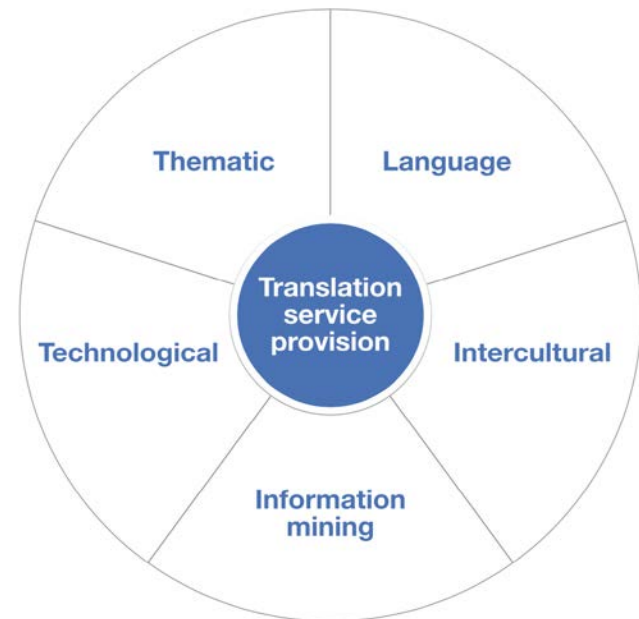 Thematic
Language
Translation
service
provision
Technological
Intercultural
Information
mining